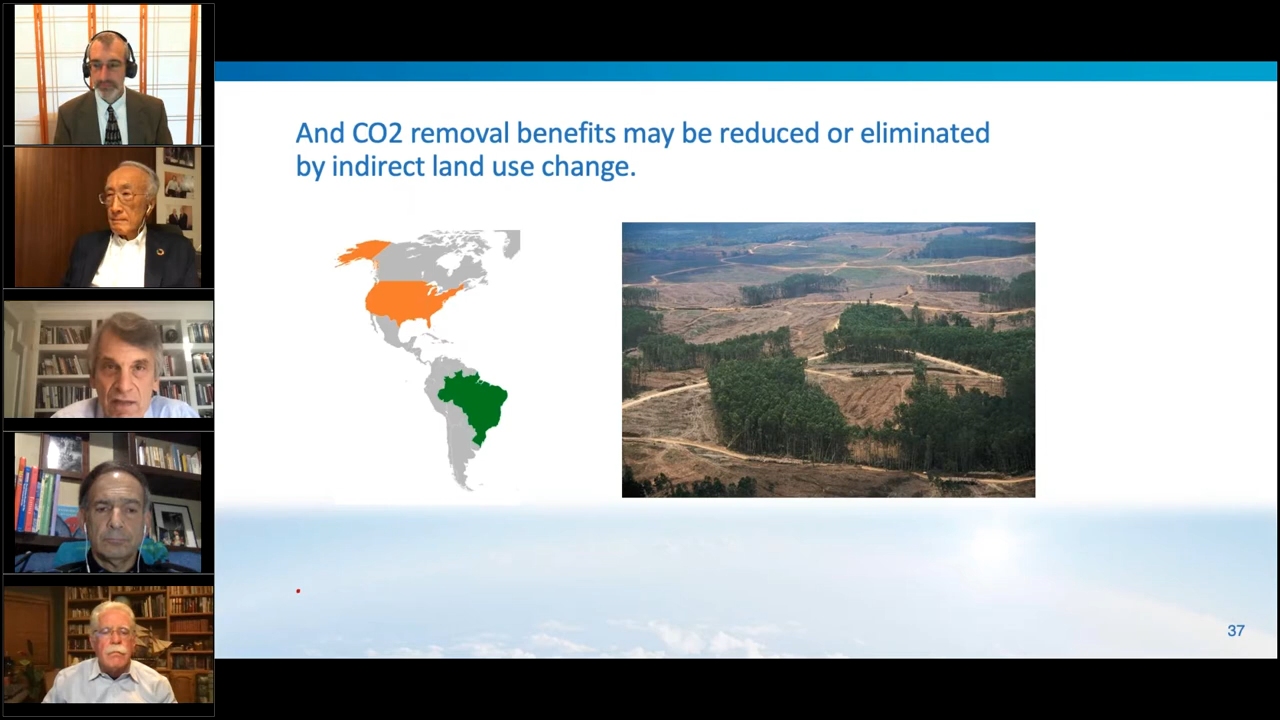 And CO2 removal benefits may be reduced or eliminated
by indirect land use change.
37